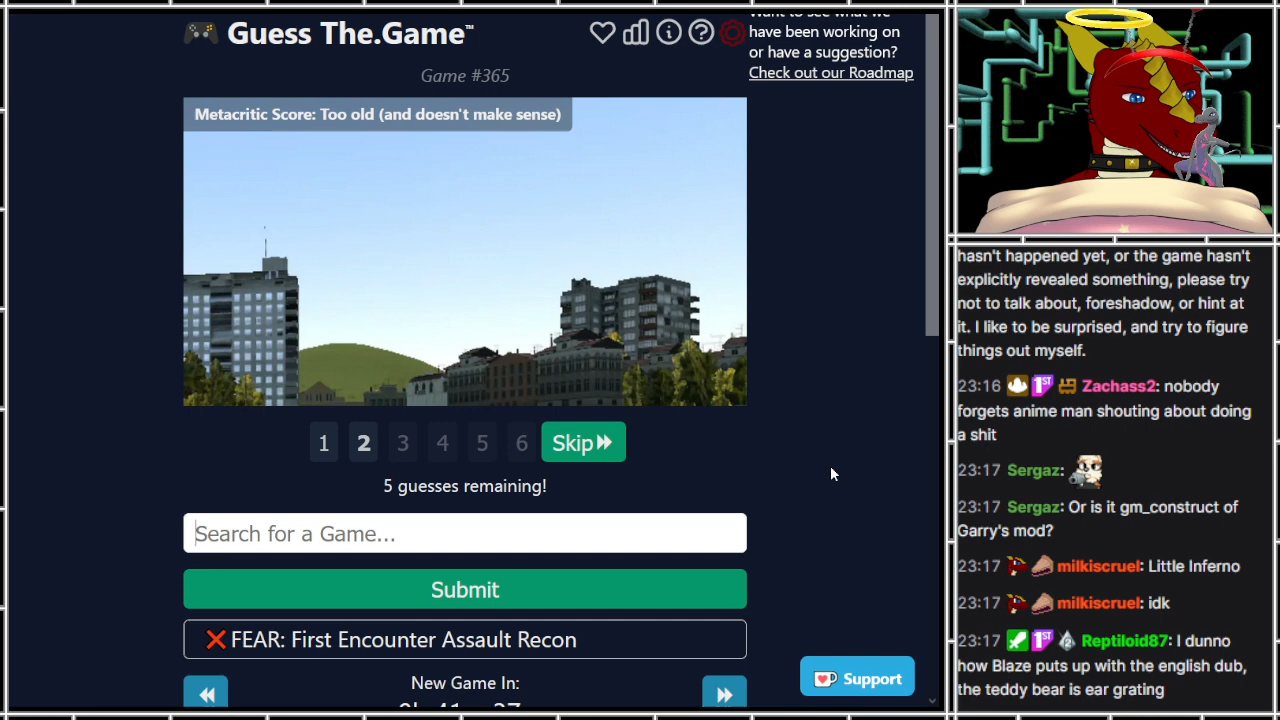 Guess The.Game™
Want to see what we
have been working on
or have a suggestion?
Check out our Roadmap
Game #365
Metacritic Score: Too old (and doesn't make sense)
1 2 3 4 5 6 Skip
5 guesses remaining!
Search for a Game...
Submit
❌ FEAR: First Encounter Assault Recon
New Game In:
Support
hasn't happened yet, or the game hasn't
explicitly revealed something, please try
not to talk about, foreshadow, or hint at
it. I like to be surprised, and try to figure
things out myself.
23:16 1ST Zachass2: nobody
forgets anime man shouting about doing
a shit
23:17 Sergaz:
23:17 Sergaz: Or is it gm_construct of
Garry's mod?
23:17 milkiscruel: Little Inferno
23:17 milkiscruel: idk
23:17 1ST Reptiloid87: I dunno
how Blaze puts up with the english dub,
the teddy bear is ear grating